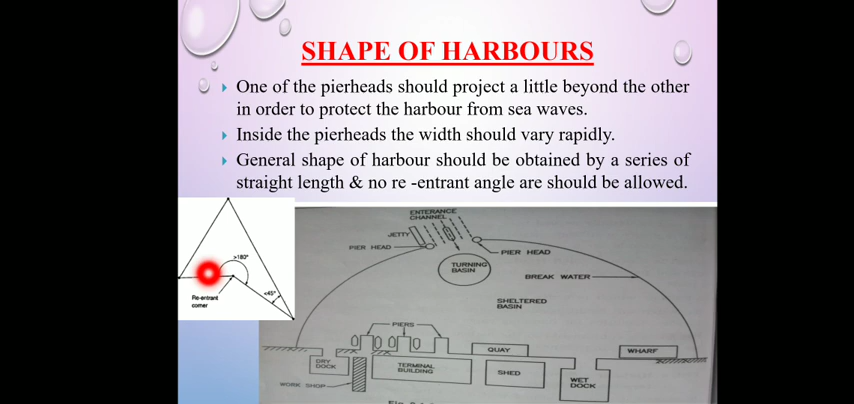 SHAPE OF HARBOURS
One of the pierheads should project a little beyond the other
in order to protect the harbour from sea waves.
Inside the pierheads the width should vary rapidly.
General shape of harbour should be obtained by a series of
straight length & no re -entrant angle are should be allowed.
>180°
<45°
Re-entrant
corner
ENTERANCE
CHANNEL
JETTY
PIER HEAD
PIER HEAD
TURNING
BASIN
BREAK WATER
SHELTERED
BASIN
PIERS
QUAY
WHARF
DRY
DOCK
TERMINAL
BUILDING
SHED
WET
DOCK
WORK SHOP